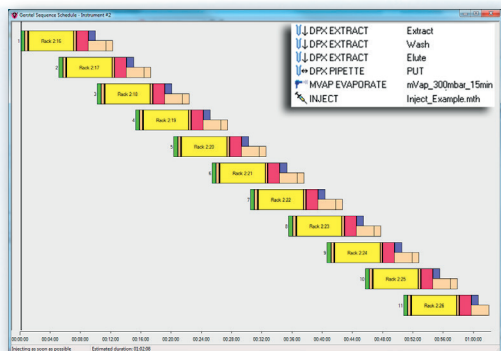 Gerstel Sequence Schedule - Instrument #2
DPX EXTRACT Extract
DPX EXTRACT Wash
DPX EXTRACT Elute
DPX PIPETTE PUT
MVAP EVAPORATE mVap_300mbar_15min
INJECT Inject_Example.mth
1 Rack 2:16
2 Rack 2:17
3 Rack 2:18
4 Rack 2:19
5 Rack 2:20
6 Rack 2:21
7 Rack 2:22
8 Rack 2:23
9 Rack 2:24
10 Rack 2:25
11 Rack 2:26
00:00:00 00:04:00 00:08:00 00:12:00 00:16:00 00:20:00 00:24:00 00:28:00 00:32:00 00:36:00 00:40:00 00:44:00 00:48:00 00:52:00 00:56:00 01:00:00
Injecting as soon as possible Estimated duration: 01:02:08